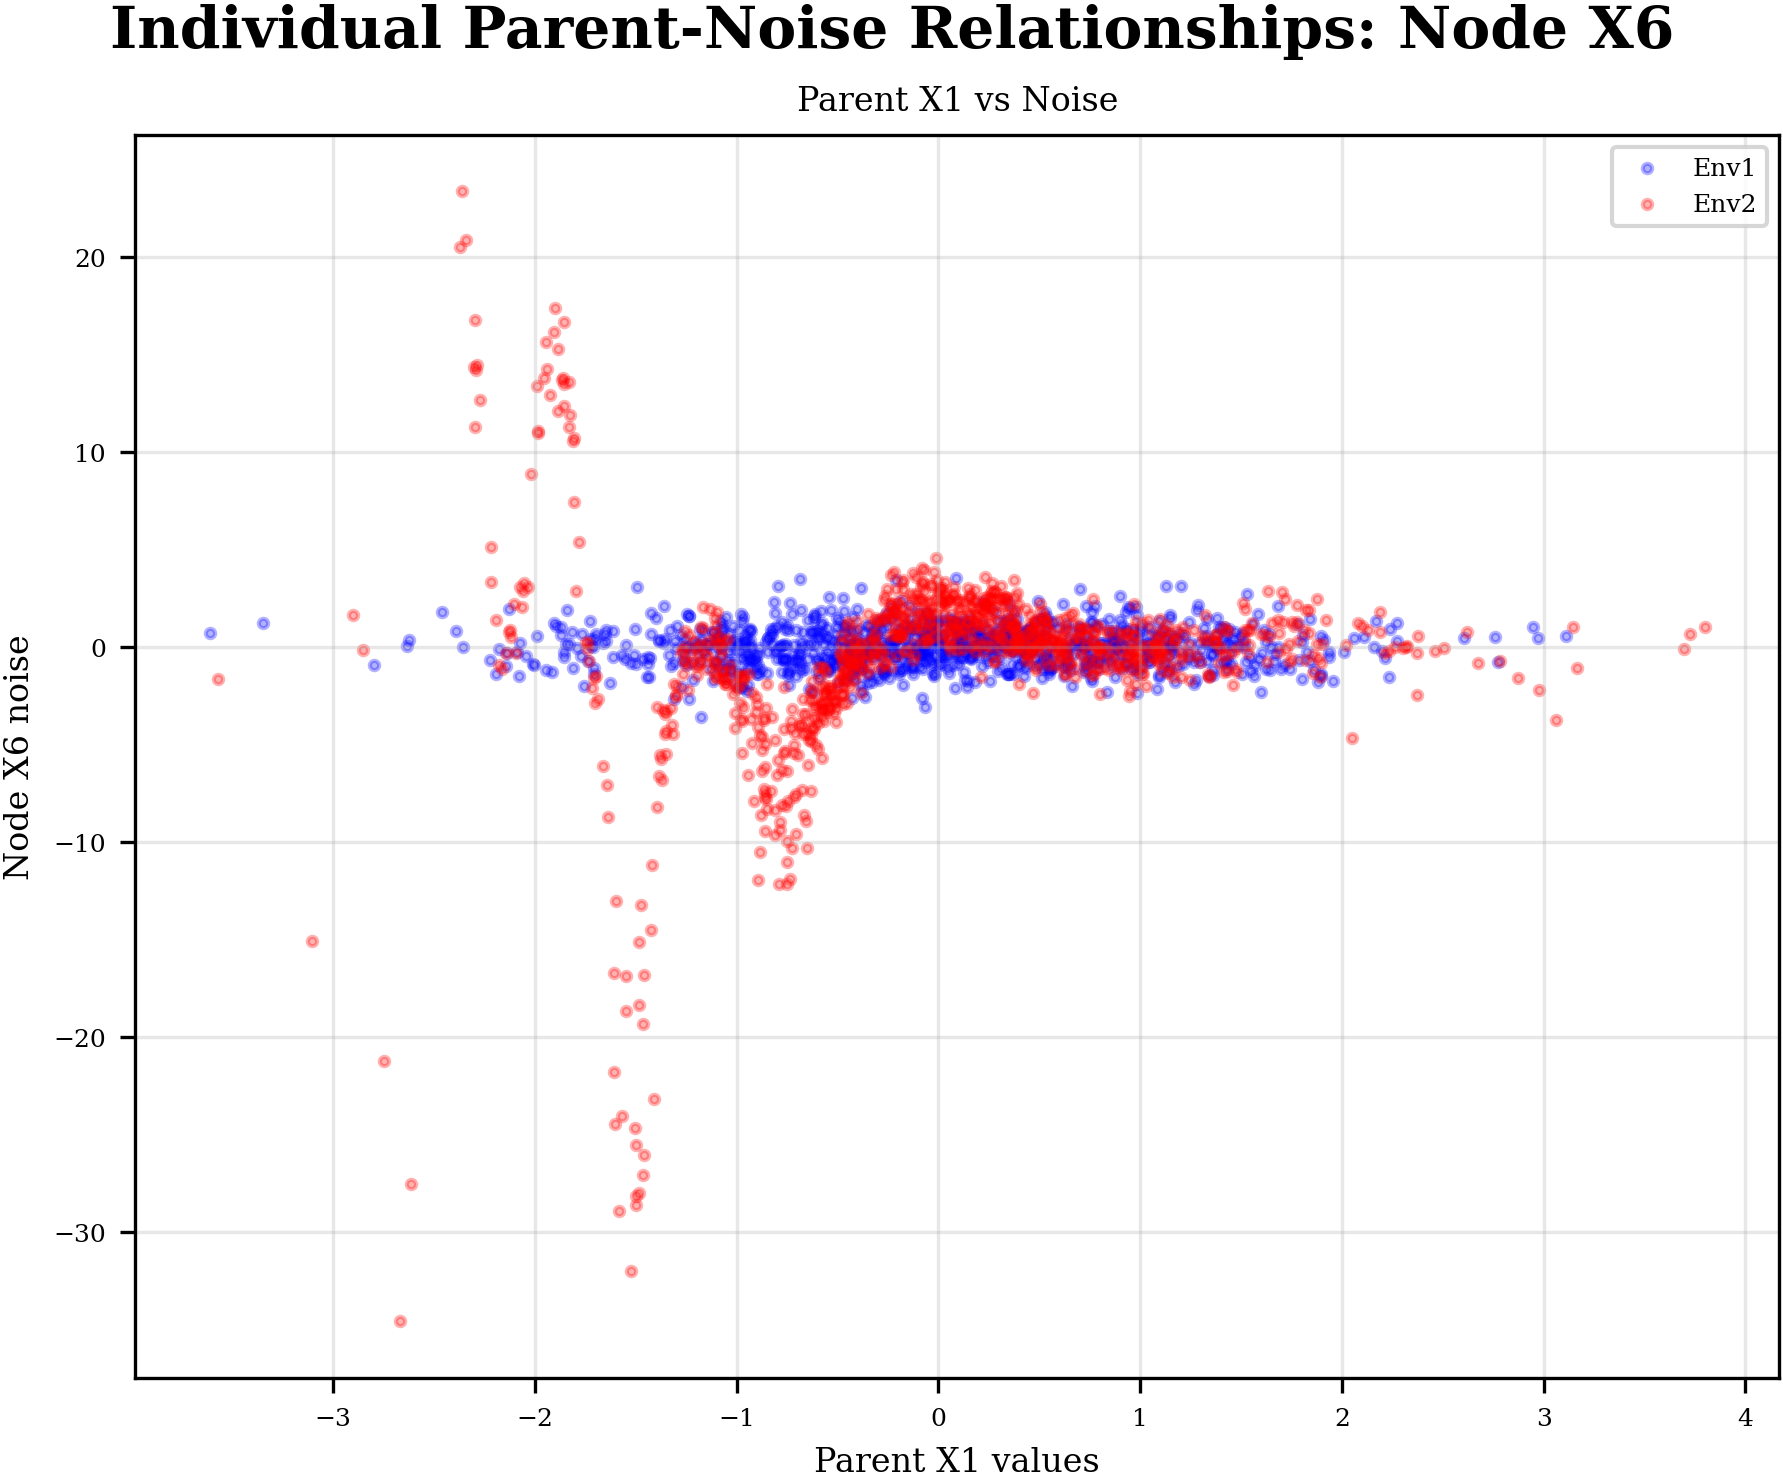 Individual Parent-Noise Relationships: Node X6
Parent X1 vs Noise
Env1
Env2
20
10
0
−10
−20
−30
Node X6 noise
−3
−2
−1
0
1
2
3
4
Parent X1 values